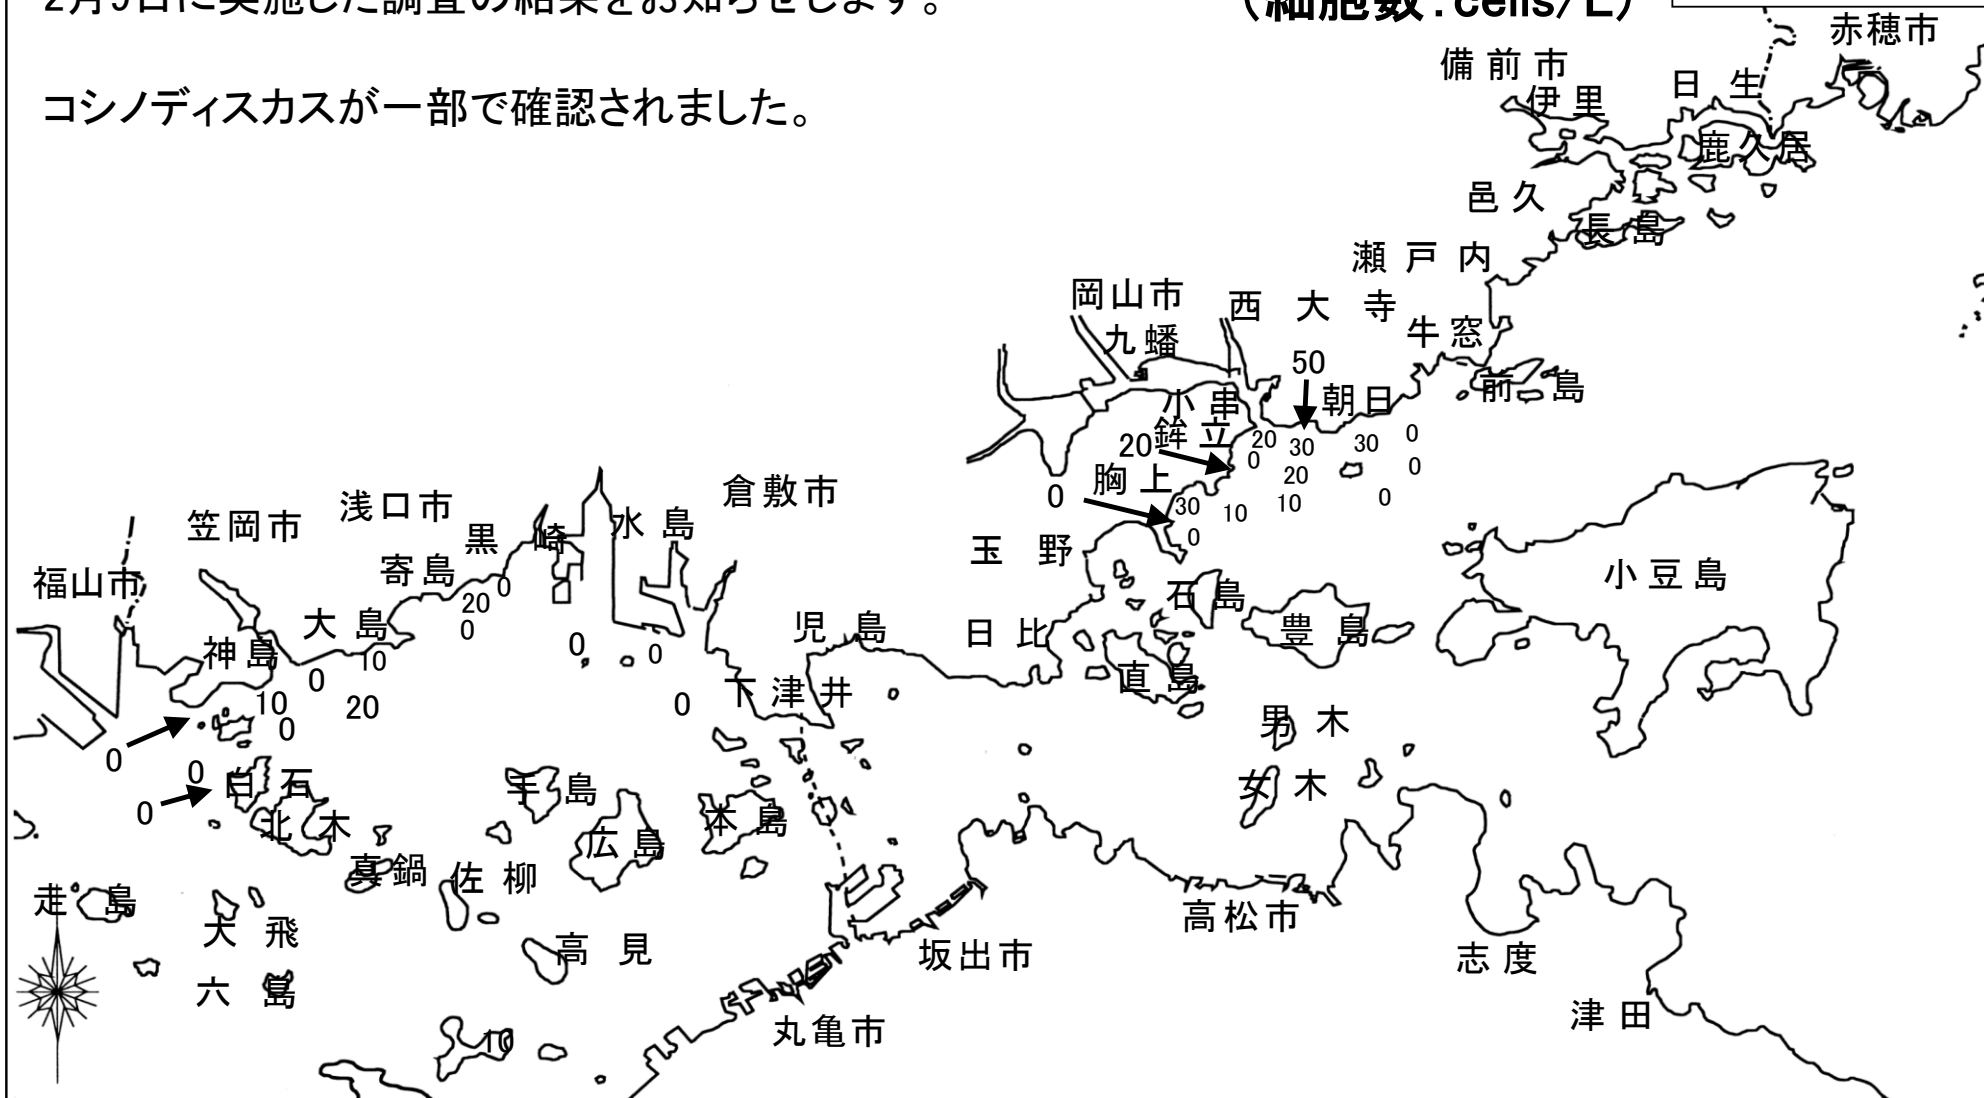 2月9日に実施した調査の結果をお知らせします。
(細胞数:cells/L)
コシノディスカスが一部で確認されました。
赤穂市
備前市
日生
伊里
鹿久居
邑久
長島
瀬戸内
岡山市
西大寺
九蟠
牛窓
50
前島
小串
朝日
20
鉾立
20
30
30
0
0
0
20
胸上
0
30
10
10
0
0
倉敷市
浅口市
笠岡市
水島
黒崎
玉野
寄島
福山市
小豆島
0
20
0
石島
大島
児島
日比
豊島
神島
10
0
0
0
直島
下津井
10
20
0
0
男木
0
0
白石
0
手島
女木
北木
本島
広島
真鍋
佐柳
走島
高松市
大飛
高見
坂出市
志度
六島
津田
丸亀市
10